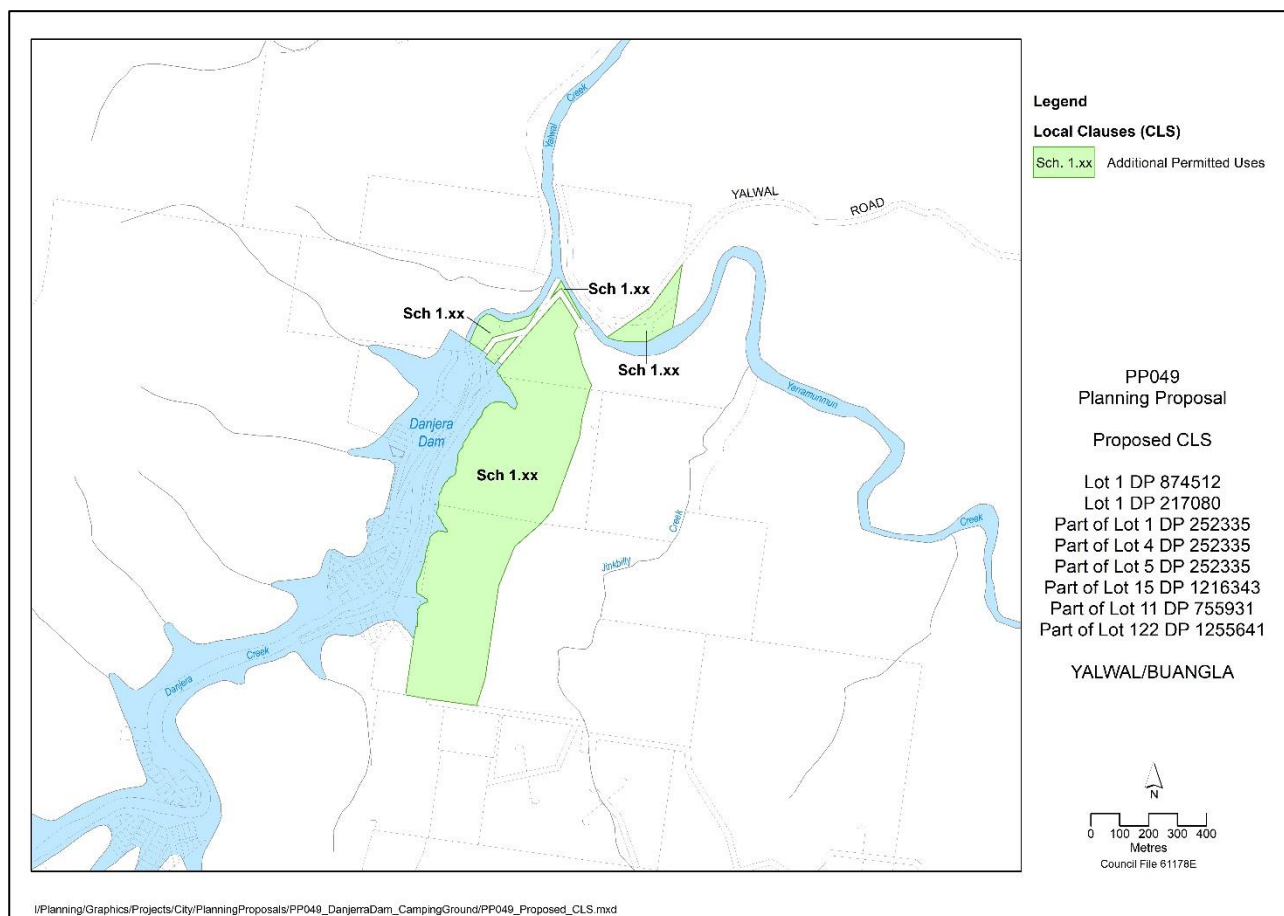 Legend
Local Clauses (CLS)
Sch. 1.xx Additional Permitted Uses
Yalwal Creek
YALWAL ROAD
Sch 1.xx
Sch 1.xx
Sch 1.xx
Sch 1.xx
Danjera
Dam
Yarramunmun Creek
Jinkbilly Creek
Danjera Creek
PP049
Planning Proposal
Proposed CLS
Lot 1 DP 874512
Lot 1 DP 217080
Part of Lot 1 DP 252335
Part of Lot 4 DP 252335
Part of Lot 5 DP 252335
Part of Lot 15 DP 1216343
Part of Lot 11 DP 755931
Part of Lot 122 DP 1255641
YALWAL/BUANGLA
N
0 100 200 300 400
Metres
Council File 61178E
I/Planning/Graphics/Projects/City/PlanningProposals/PP049_DanjerraDam_CampingGround/PP049_Proposed_CLS.mxd